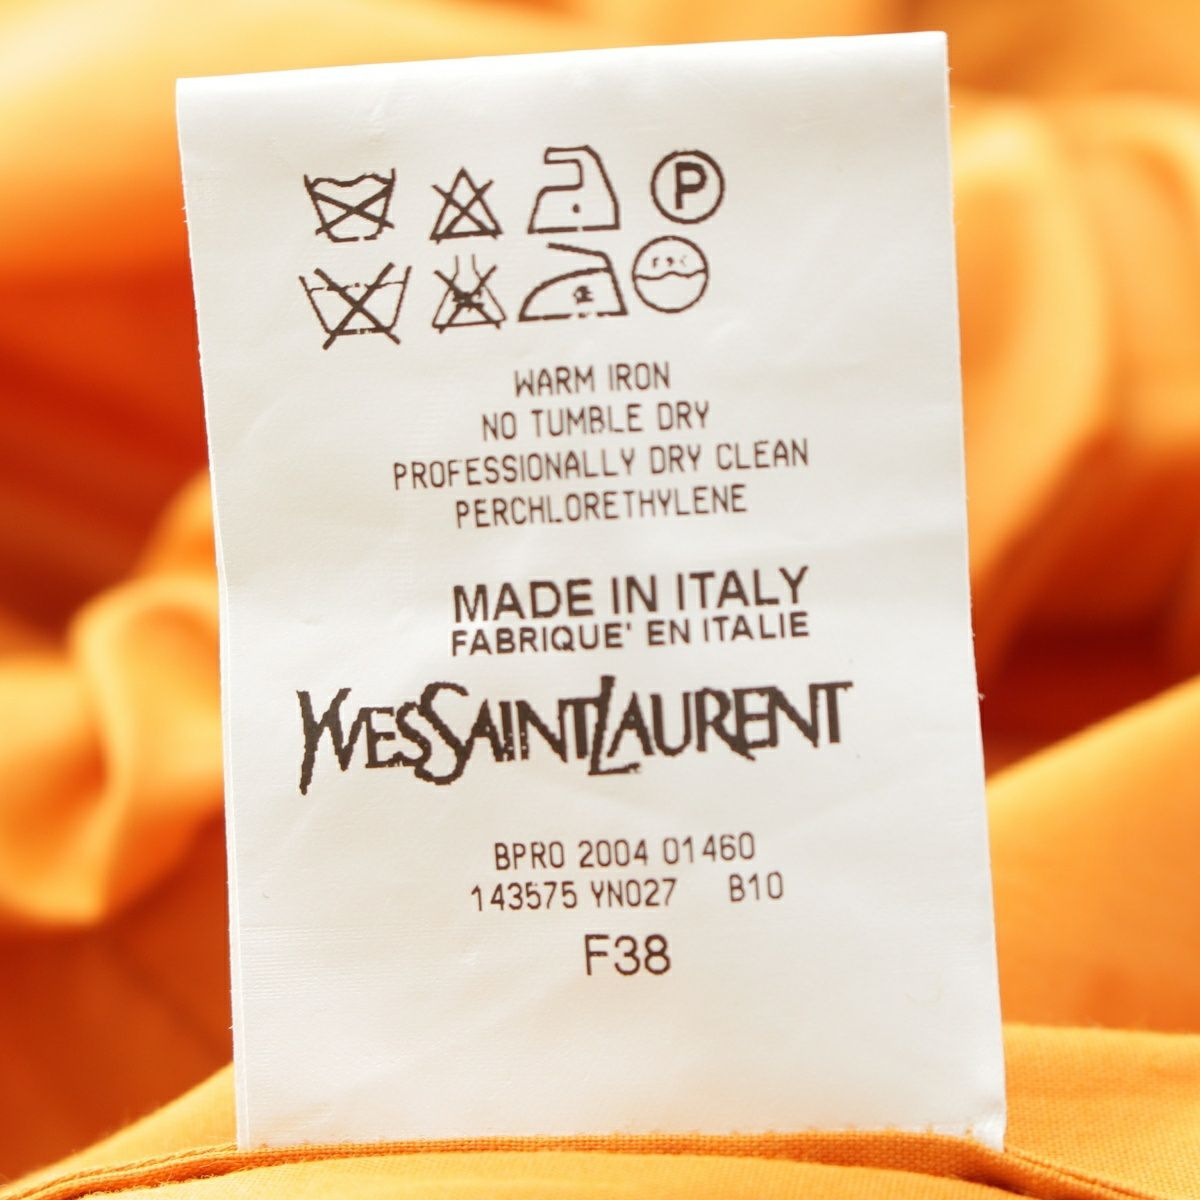 P
WARM IRON
NO TUMBLE DRY
PROFESSIONALLY DRY CLEAN
PERCHLORETHYLENE
MADE IN ITALY
FABRIQUE' EN ITALIE
YVESSAINTLAURENT
BPRO 2004 01460
143575 YN027 B10
F38